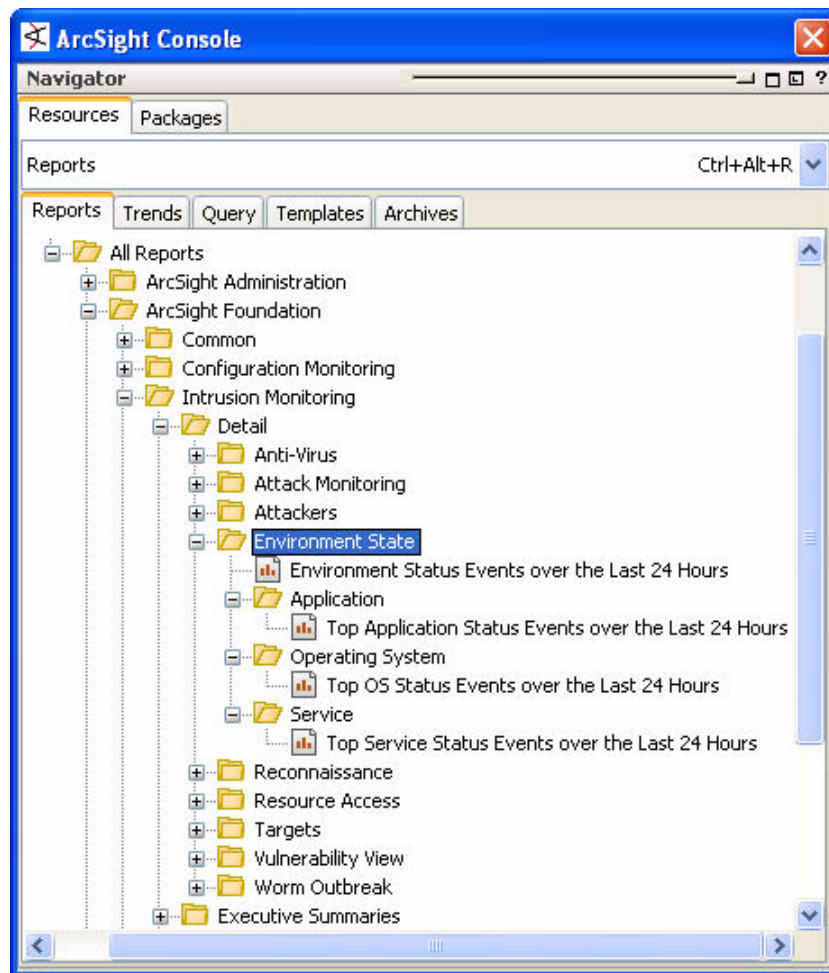 ArcSight Console
Navigator ?
Resources Packages
Reports Ctrl+Alt+R
Reports Trends Query Templates Archives
All Reports
ArcSight Administration
ArcSight Foundation
Common
Configuration Monitoring
Intrusion Monitoring
Detail
Anti-Virus
Attack Monitoring
Attackers
Environment State
Environment Status Events over the Last 24 Hours
Application
Top Application Status Events over the Last 24 Hours
Operating System
Top OS Status Events over the Last 24 Hours
Service
Top Service Status Events over the Last 24 Hours
Reconnaissance
Resource Access
Targets
Vulnerability View
Worm Outbreak
Executive Summaries